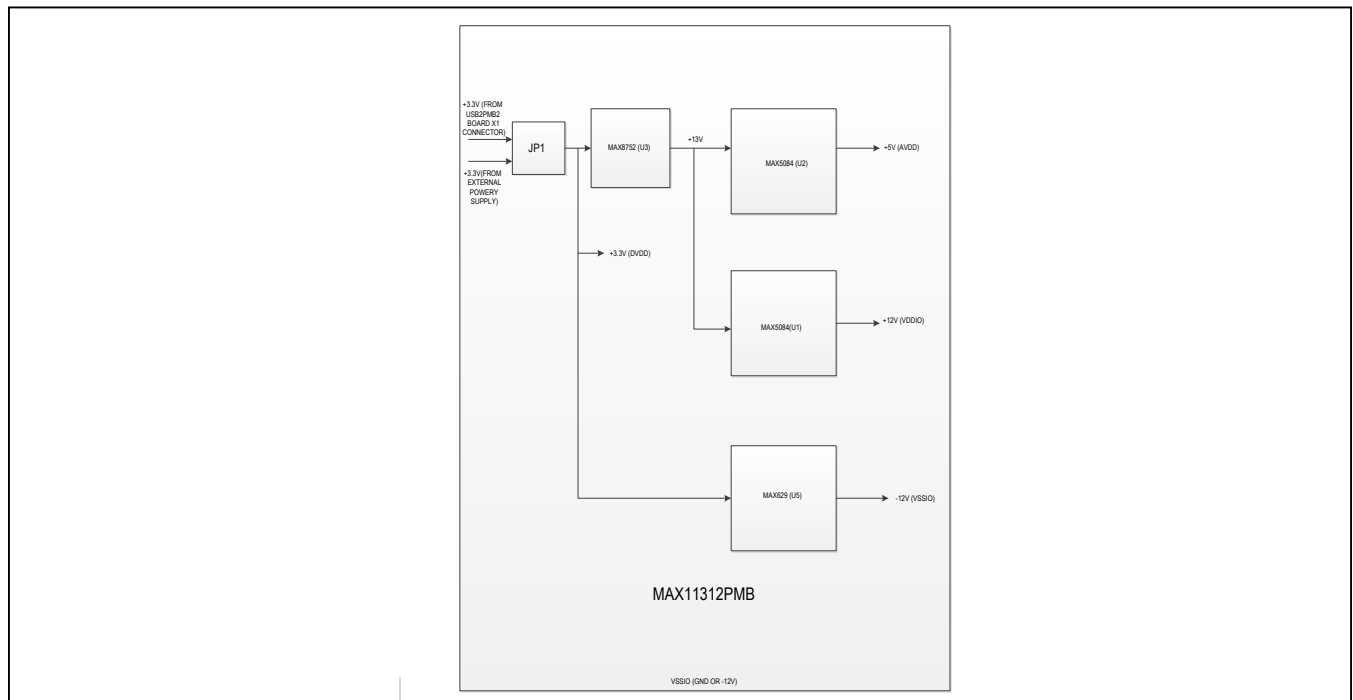 +3.3V (FROM
USB2PMB2
BOARD X1
CONNECTOR)
JP1
MAX8752 (U3)
+13V
MAX5084 (U2)
+5V (AVDD)
+3.3V(FROM
EXTERNAL
POWERY
SUPPLY)
+3.3V (DVDD)
MAX5084(U1)
+12V (VDDIO)
MAX629 (U5)
-12V (VSSIO)
MAX11312PMB
VSSIO (GND OR -12V)